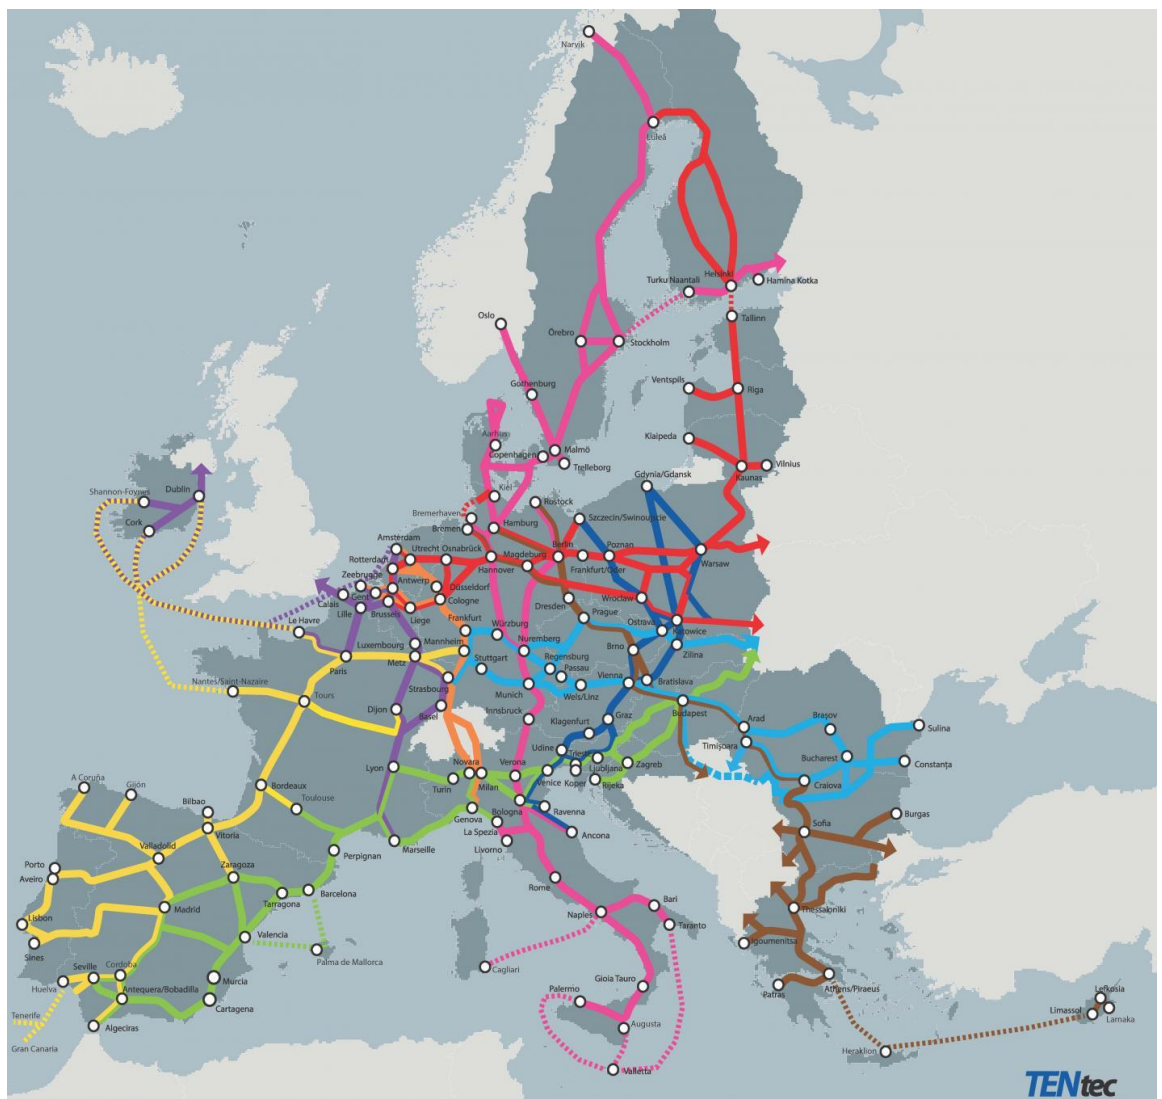 Narvik
Luleå
Helsinki
Turku Naantali
Hamina Kotka
Oslo
Tallinn
Örebro
Stockholm
Gothenburg
Ventspils
Riga
Aarhus
Klaipeda
Copenhagen
Malmö
Trelleborg
Vilnius
Kaunas
Gdynia/Gdansk
Shannon-Foynes
Dublin
Kiel
Rostock
Cork
Bremerhaven
Szczecin/Swinoujscie
Bremen
Hamburg
Amsterdam
Utrecht
Osnabrück
Magdeburg
Berlin
Poznan
Rotterdam
Hannover
Frankfurt/Oder
Warsaw
Zeebrugge
Antwerp
Düsseldorf
Calais
Gent
Cologne
Dresden
Wroclaw
Lille
Brussels
Liege
Le Havre
Frankfurt
Würzburg
Prague
Ostrava
Katowice
Luxembourg
Mannheim
Nuremberg
Paris
Metz
Stuttgart
Regensburg
Passau
Brno
Zilina
Nantes/Saint-Nazaire
Strasbourg
Munich
Wels/Linz
Vienna
Bratislava
Tours
Dijon
Basel
Innsbruck
Klagenfurt
Graz
Budapest
Arad
Braşov
Sulina
Udine
Timişoara
Lyon
Novara
Verona
Trieste
Ljubljana
Zagreb
Bucharest
Constanţa
A Coruña
Gijón
Bordeaux
Turin
Milan
Venice
Koper
Rijeka
Craiova
Bilbao
Toulouse
Genova
Bologna
Ravenna
Burgas
Vitoria
La Spezia
Ancona
Sofia
Valladolid
Perpignan
Marseille
Livorno
Porto
Aveiro
Zaragoza
Barcelona
Rome
Tarragona
Bari
Lisbon
Madrid
Naples
Thessaloniki
Valencia
Taranto
Sines
Palma de Mallorca
Cagliari
Igoumenitsa
Seville
Cordoba
Gioia Tauro
Huelva
Antequera/Bobadilla
Murcia
Palermo
Patras
Athens/Piraeus
Lefkosia
Cartagena
Tenerife
Algeciras
Augusta
Limassol
Larnaka
Gran Canaria
Heraklion
Valletta
TENtec